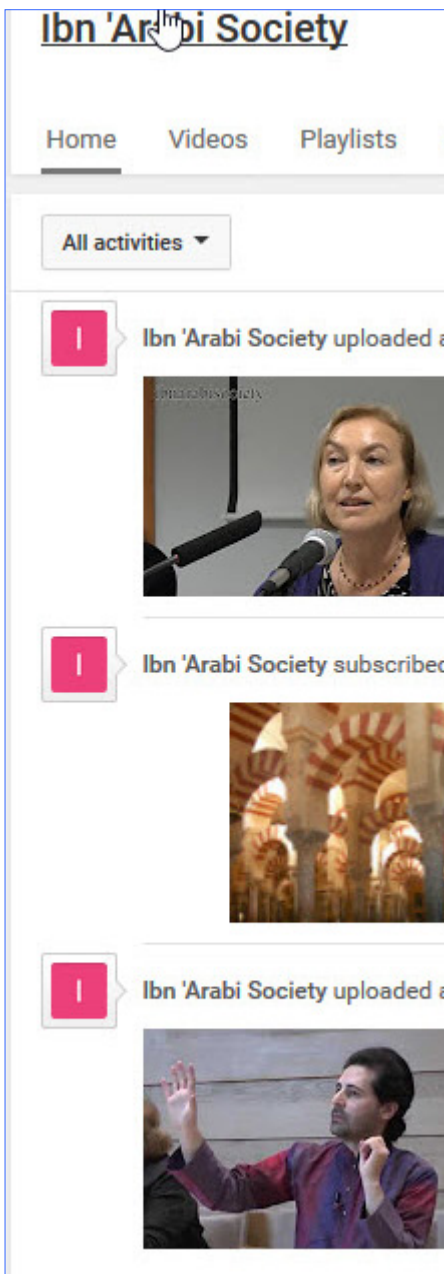 Ibn 'Arabi Society
Home Videos Playlists
All activities
I
Ibn 'Arabi Society uploaded a
ibnarabisociety
I
Ibn 'Arabi Society subscribed
I
Ibn 'Arabi Society uploaded a